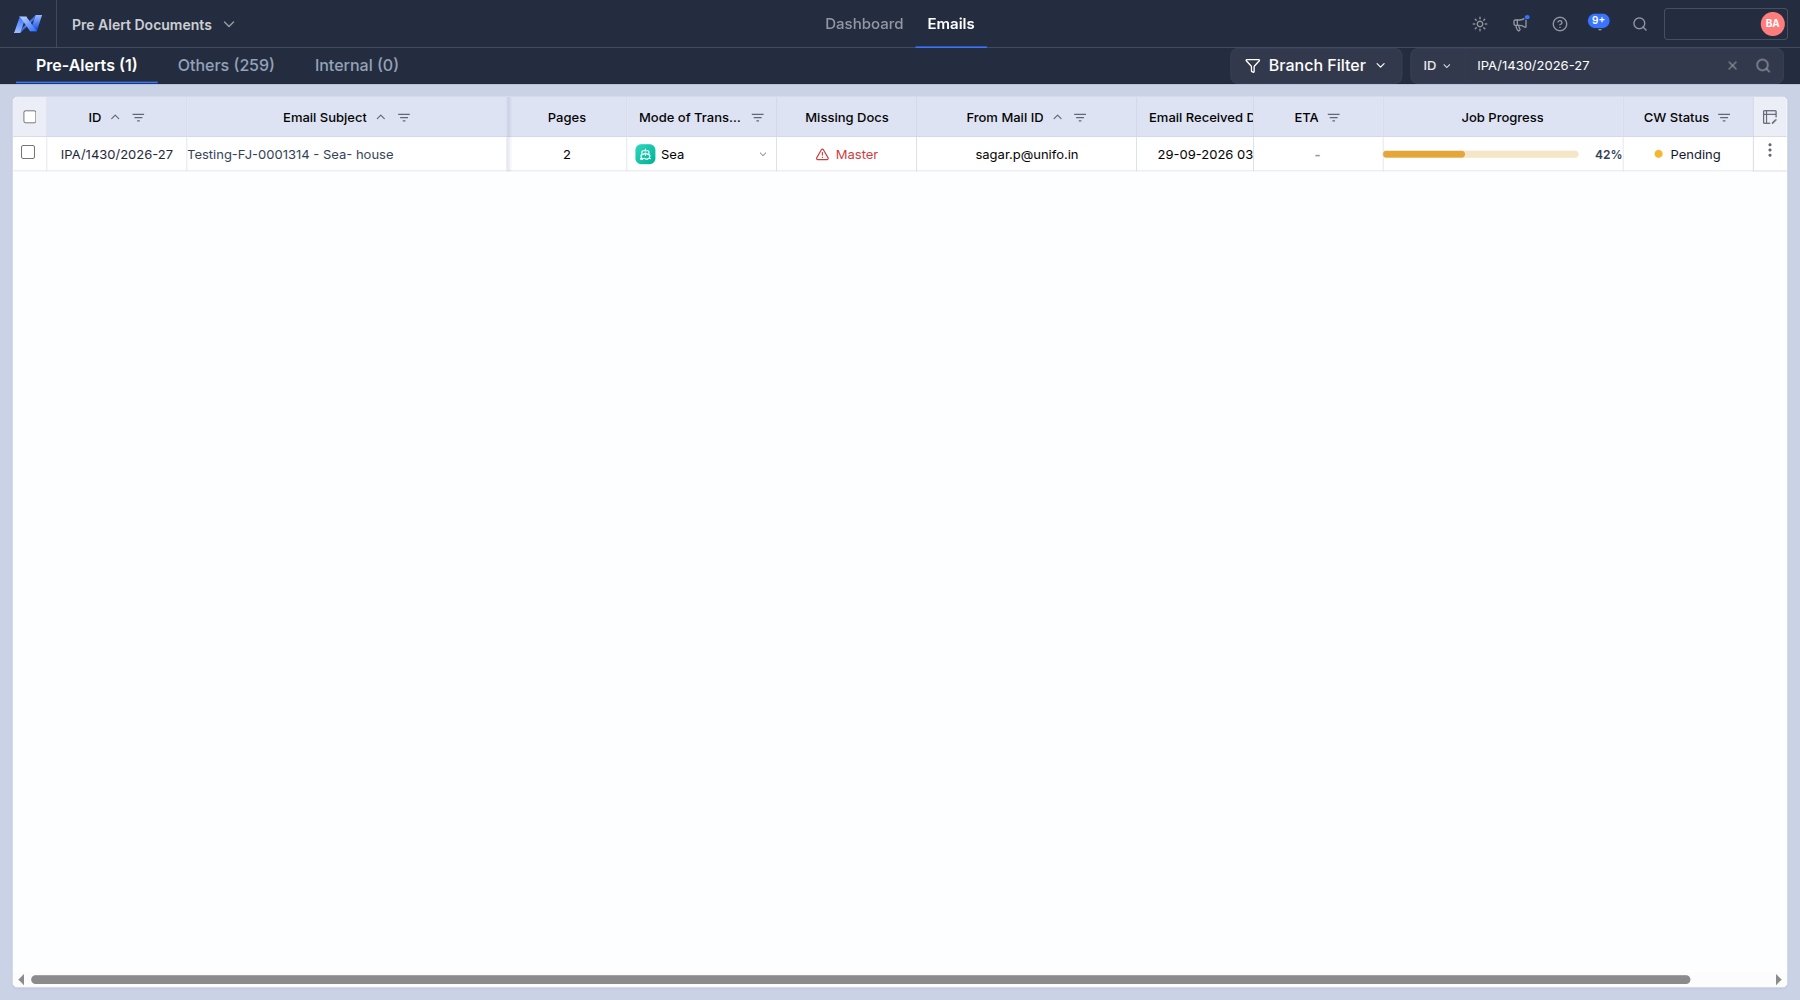 Pre Alert Documents
Dashboard
Emails
9+
BA
Pre-Alerts (1)
Others (259)
Internal (0)
Branch Filter
ID
IPA/1430/2026-27
ID
Email Subject
Pages
Mode of Trans...
Missing Docs
From Mail ID
Email Received D
ETA
Job Progress
CW Status
IPA/1430/2026-27
Testing-FJ-0001314 - Sea- house
2
Sea
Master
sagar.p@unifo.in
29-09-2026 03
-
42%
Pending